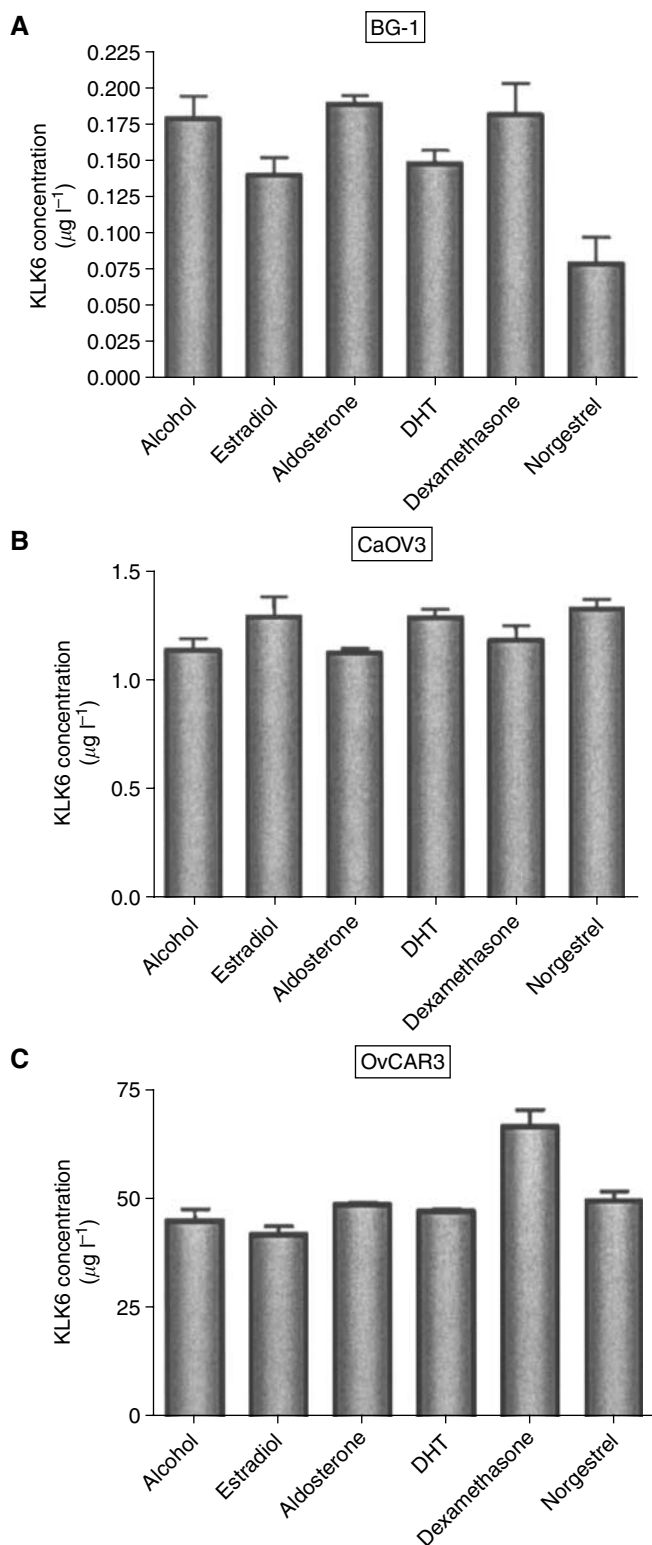 A
BG-1
KLK6 concentration
(µg l⁻¹)
0.225
0.200
0.175
0.150
0.125
0.100
0.075
0.050
0.025
0.000
Alcohol
Estradiol
Aldosterone
DHT
Dexamethasone
Norgestrel
B
CaOV3
KLK6 concentration
(µg l⁻¹)
1.5
1.0
0.5
0.0
Alcohol
Estradiol
Aldosterone
DHT
Dexamethasone
Norgestrel
C
OvCAR3
KLK6 concentration
(µg l⁻¹)
75
50
25
0
Alcohol
Estradiol
Aldosterone
DHT
Dexamethasone
Norgestrel